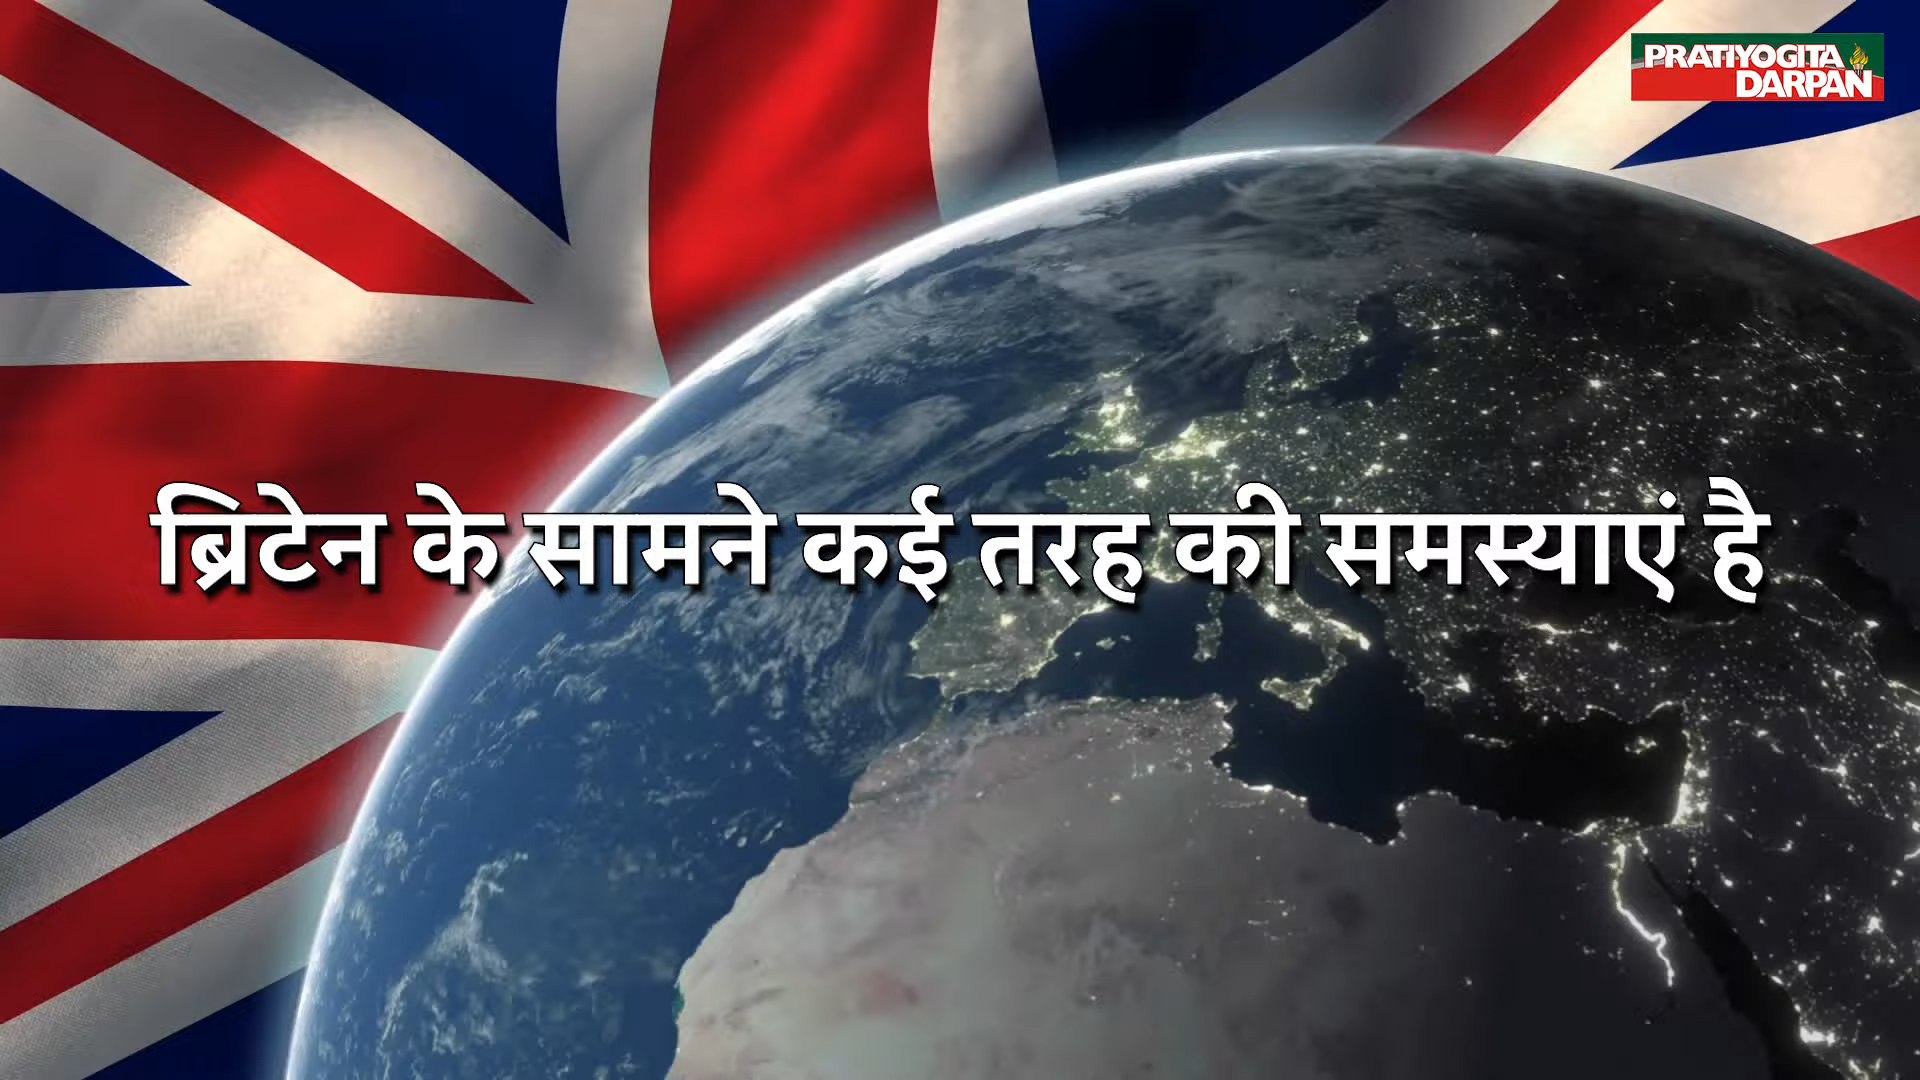 PRATIYOGITA
DARPAN
ब्रिटेन के सामने कई तरह की समस्याएं है